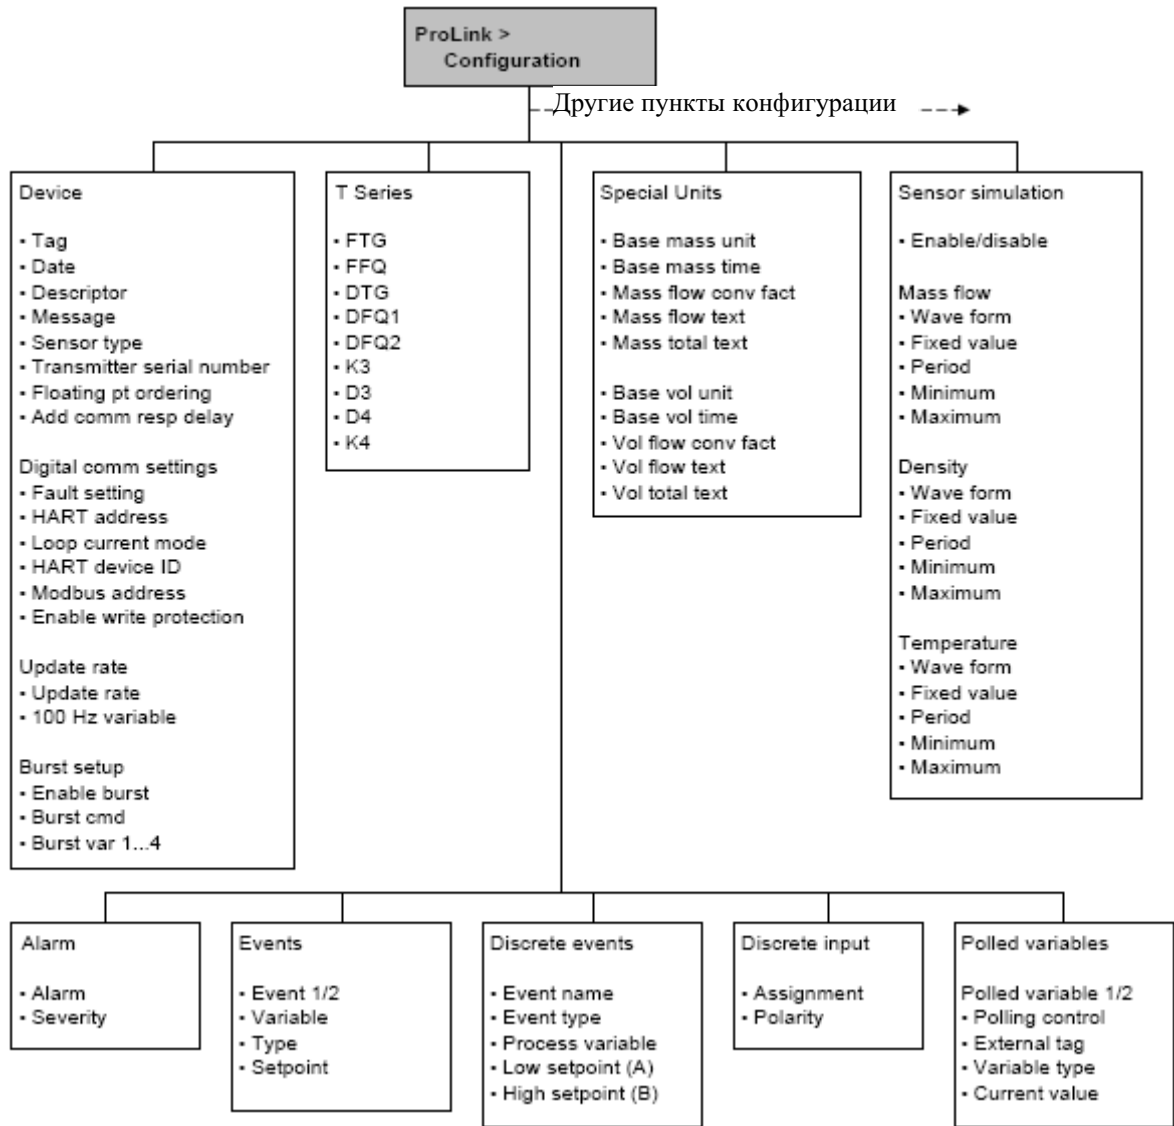 ProLink >
Configuration
Другие пункты конфигурации
Device
▪ Tag
▪ Date
▪ Descriptor
▪ Message
▪ Sensor type
▪ Transmitter serial number
▪ Floating pt ordering
▪ Add comm resp delay
Digital comm settings
▪ Fault setting
▪ HART address
▪ Loop current mode
▪ HART device ID
▪ Modbus address
▪ Enable write protection
Update rate
▪ Update rate
▪ 100 Hz variable
Burst setup
▪ Enable burst
▪ Burst cmd
▪ Burst var 1...4
T Series
▪ FTG
▪ FFQ
▪ DTG
▪ DFQ1
▪ DFQ2
▪ K3
▪ D3
▪ D4
▪ K4
Special Units
▪ Base mass unit
▪ Base mass time
▪ Mass flow conv fact
▪ Mass flow text
▪ Mass total text
▪ Base vol unit
▪ Base vol time
▪ Vol flow conv fact
▪ Vol flow text
▪ Vol total text
Sensor simulation
▪ Enable/disable
Mass flow
▪ Wave form
▪ Fixed value
▪ Period
▪ Minimum
▪ Maximum
Density
▪ Wave form
▪ Fixed value
▪ Period
▪ Minimum
▪ Maximum
Temperature
▪ Wave form
▪ Fixed value
▪ Period
▪ Minimum
▪ Maximum
Alarm
▪ Alarm
▪ Severity
Events
▪ Event 1/2
▪ Variable
▪ Type
▪ Setpoint
Discrete events
▪ Event name
▪ Event type
▪ Process variable
▪ Low setpoint (A)
▪ High setpoint (B)
Discrete input
▪ Assignment
▪ Polarity
Polled variables
Polled variable 1/2
▪ Polling control
▪ External tag
▪ Variable type
▪ Current value